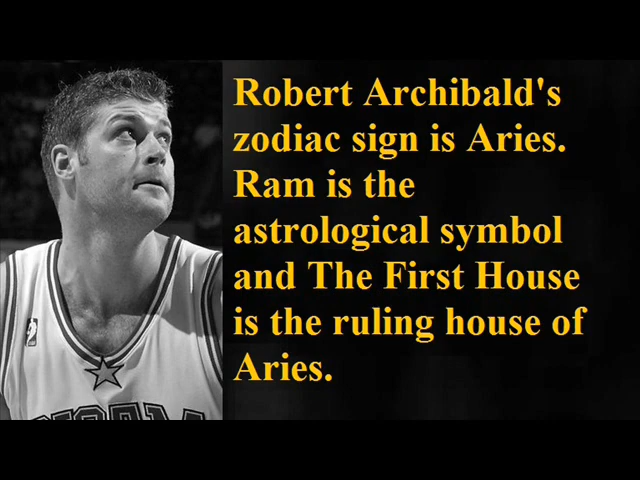 Robert Archibald's
zodiac sign is Aries.
Ram is the
astrological symbol
and The First House
is the ruling house of
Aries.